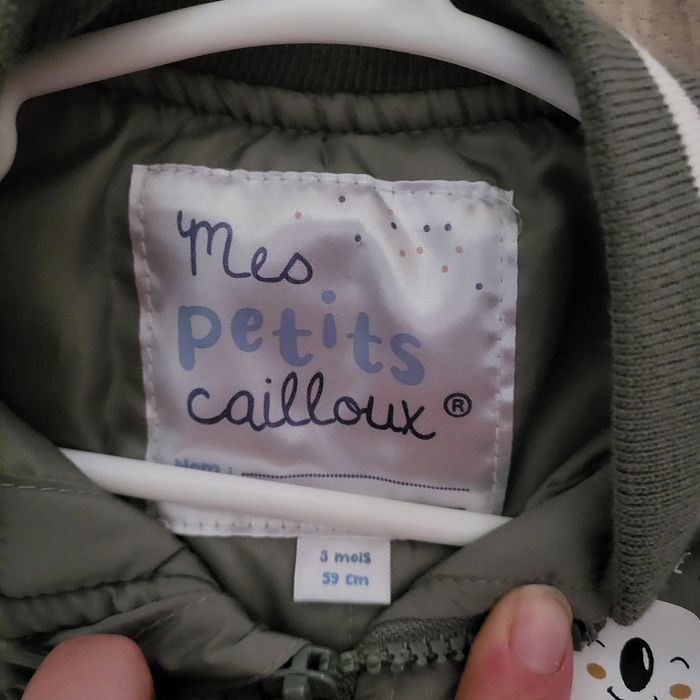 Mes
petits
cailloux ®
Nom :
3 mois
59 cm